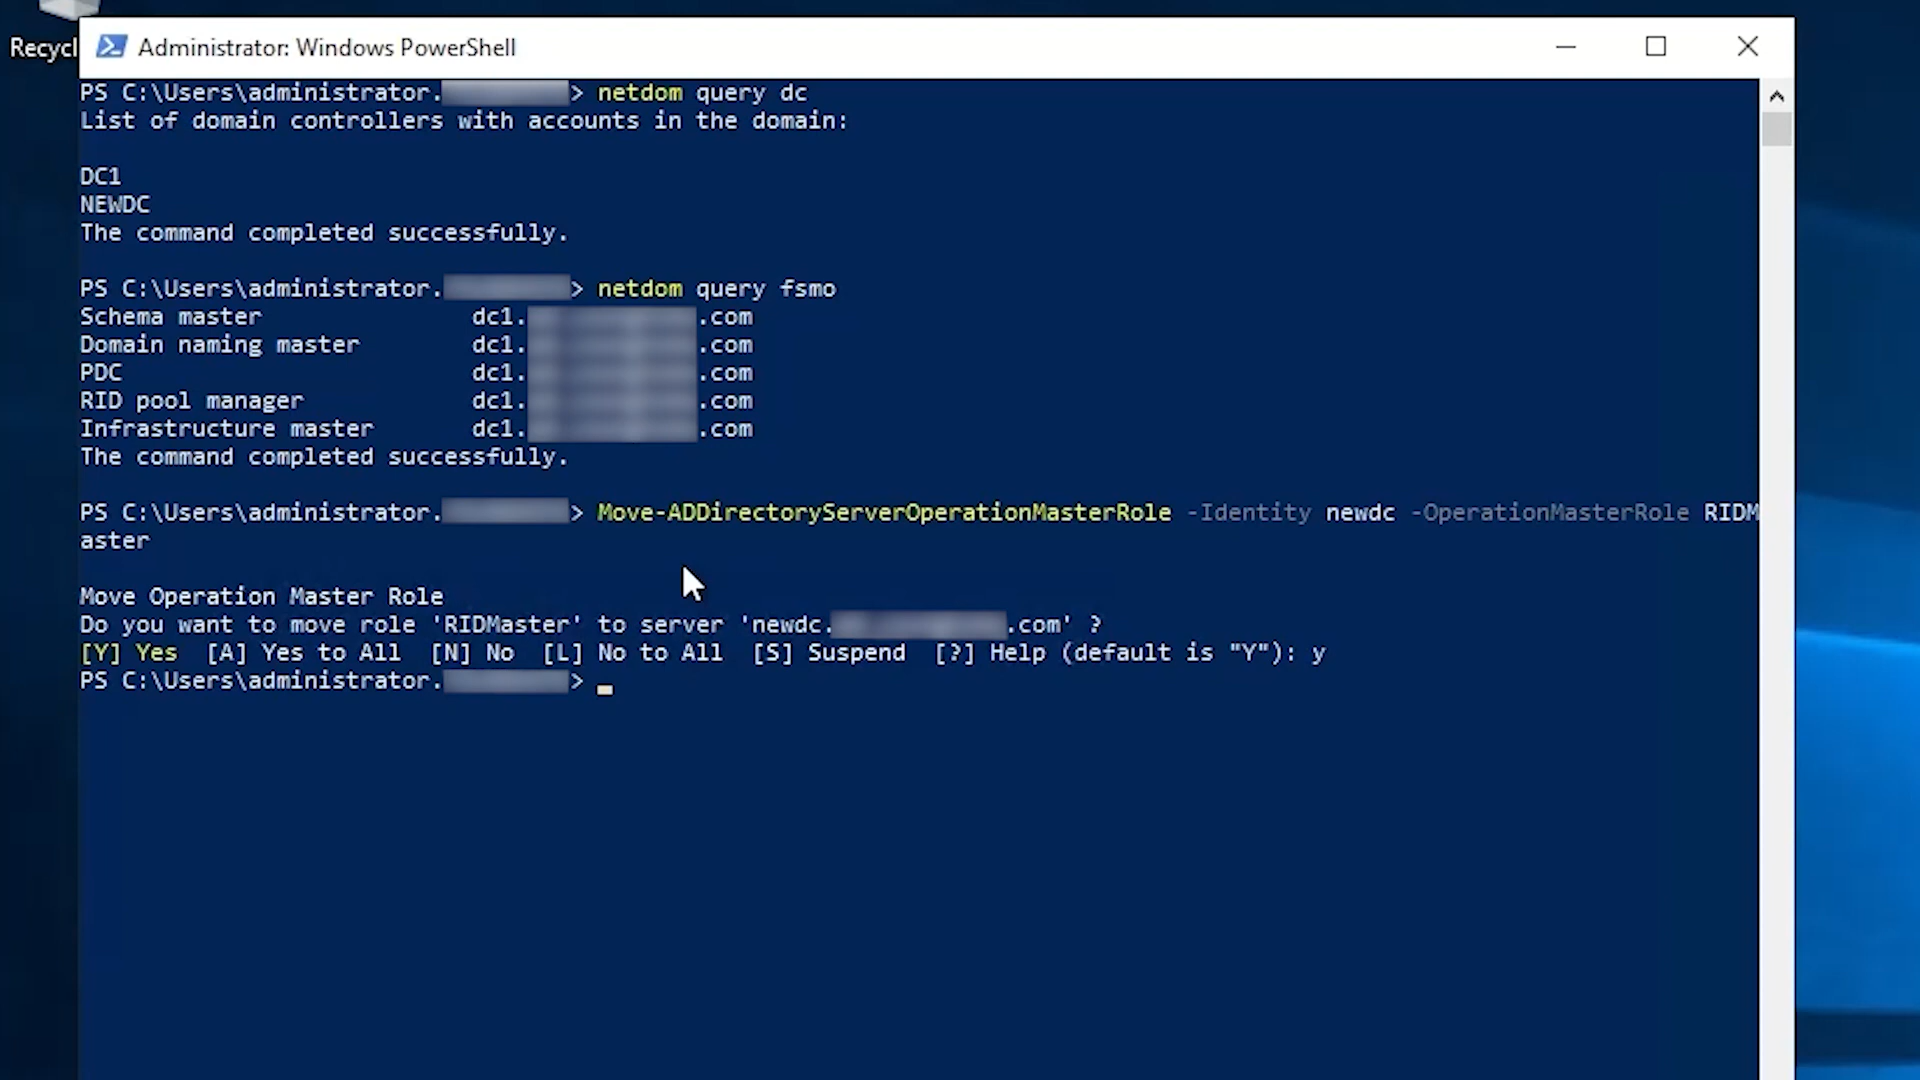 Recycl
Administrator: Windows PowerShell
PS C:\Users\administrator. > netdom query dc
List of domain controllers with accounts in the domain:
DC1
NEWDC
The command completed successfully.
PS C:\Users\administrator. > netdom query fsmo
Schema master dc1. .com
Domain naming master dc1. .com
PDC dc1. .com
RID pool manager dc1. .com
Infrastructure master dc1. .com
The command completed successfully.
PS C:\Users\administrator. > Move-ADDirectoryServerOperationMasterRole -Identity newdc -OperationMasterRole RIDM
aster
Move Operation Master Role
Do you want to move role 'RIDMaster' to server 'newdc. .com' ?
[Y] Yes [A] Yes to All [N] No [L] No to All [S] Suspend [?] Help (default is "Y"): y
PS C:\Users\administrator. >